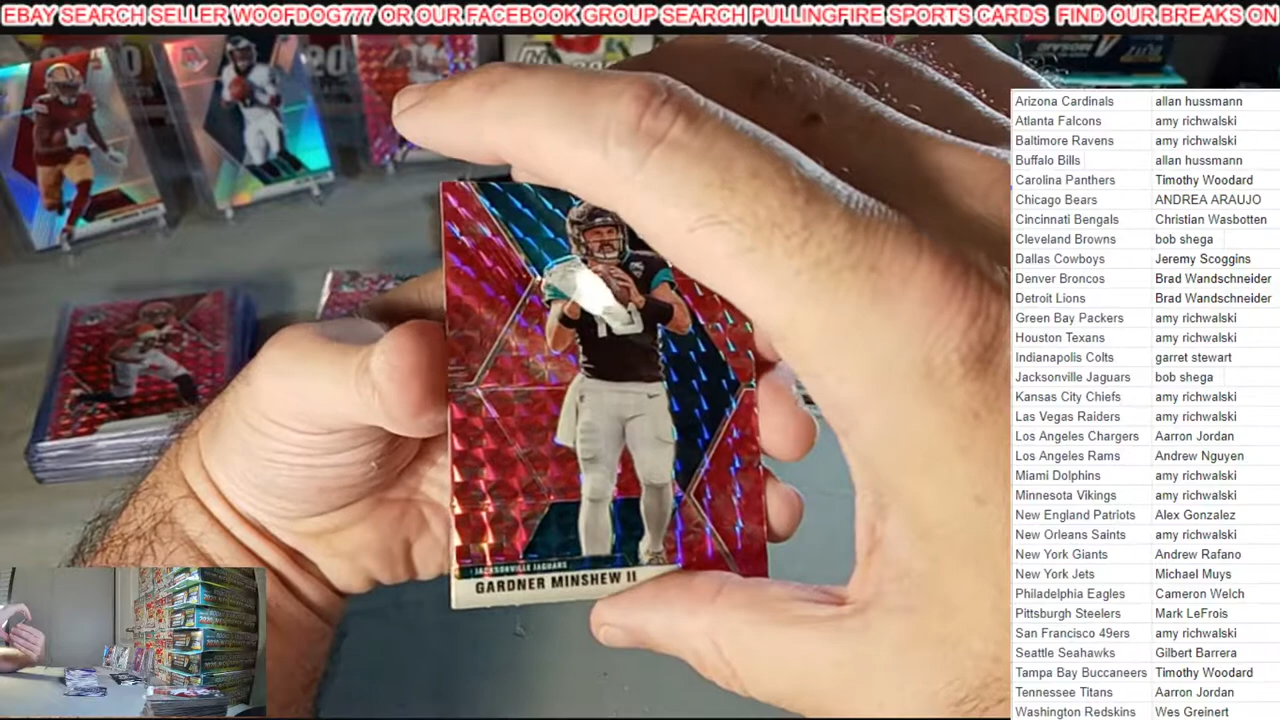 EBAY SEARCH SELLER WOOFDOG777 OR OUR FACEBOOK GROUP SEARCH PULLINGFIRE SPORTS CARDS FIND OUR BREAKS ON
Arizona Cardinals allan hussmann
Atlanta Falcons amy richwalski
Baltimore Ravens amy richwalski
Buffalo Bills allan hussmann
Carolina Panthers Timothy Woodard
Chicago Bears ANDREA ARAUJO
Cincinnati Bengals Christian Wasbotten
Cleveland Browns bob shega
Dallas Cowboys Jeremy Scoggins
Denver Broncos Brad Wandschneider
Detroit Lions Brad Wandschneider
Green Bay Packers amy richwalski
Houston Texans amy richwalski
Indianapolis Colts garret stewart
Jacksonville Jaguars bob shega
Kansas City Chiefs amy richwalski
Las Vegas Raiders amy richwalski
Los Angeles Chargers Aarron Jordan
Los Angeles Rams Andrew Nguyen
Miami Dolphins amy richwalski
Minnesota Vikings amy richwalski
New England Patriots Alex Gonzalez
New Orleans Saints amy richwalski
New York Giants Andrew Rafano
New York Jets Michael Muys
Philadelphia Eagles Cameron Welch
Pittsburgh Steelers Mark LeFrois
San Francisco 49ers amy richwalski
Seattle Seahawks Gilbert Barrera
Tampa Bay Buccaneers Timothy Woodard
Tennessee Titans Aarron Jordan
Washington Redskins Wes Greinert
JACKSONVILLE JAGUARS
GARDNER MINSHEW II